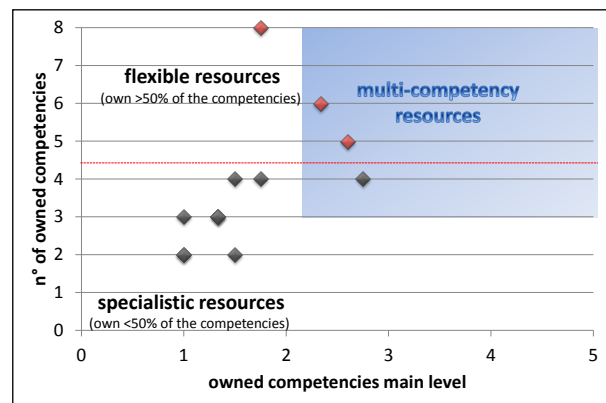 8
7
6
5
4
3
2
1
0
n° of owned competencies
flexible resources
(own >50% of the competencies)
multi-competency
resources
specialistic resources
(own <50% of the competencies)
0 1 2 3 4 5
owned competencies main level